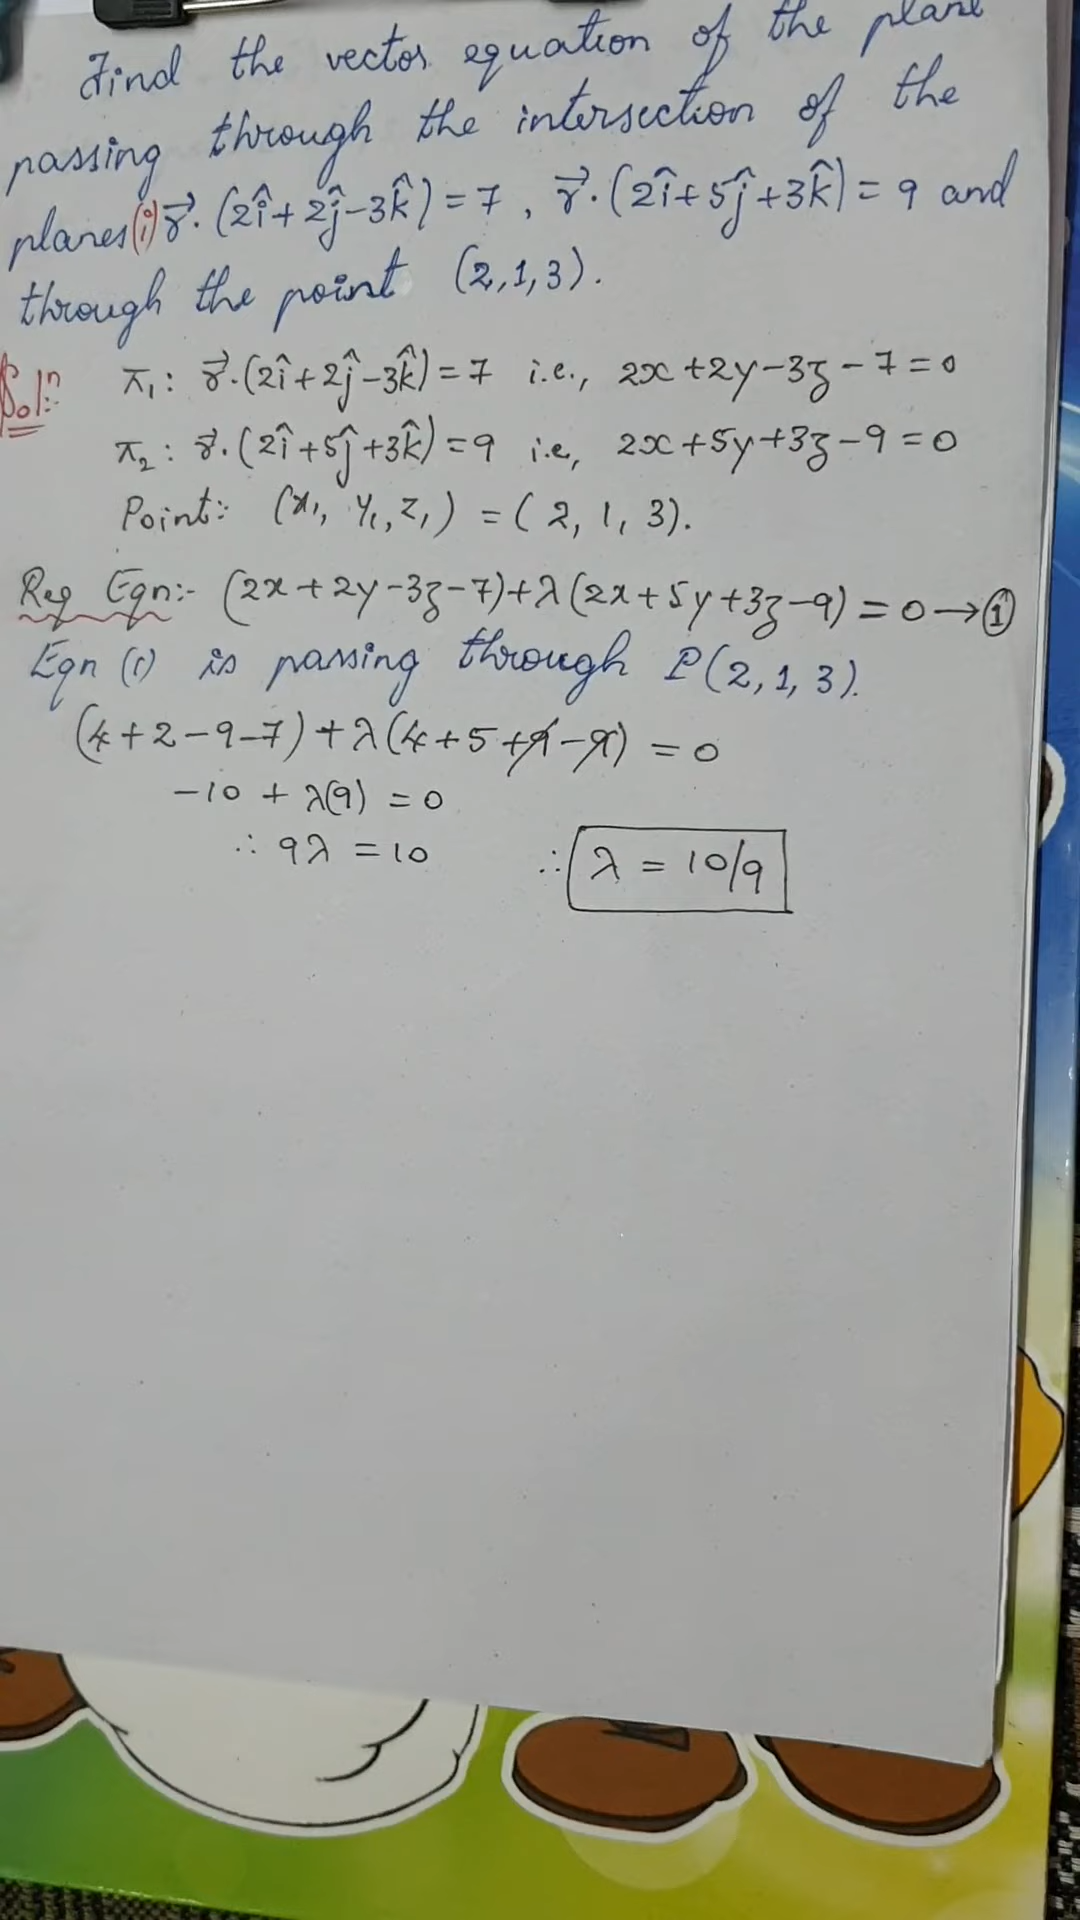 Find the vector equation of the plane
passing through the intersection of the
planes (i) r⃗.(2î+2ĵ-3k̂)=7, r⃗.(2î+5ĵ+3k̂)=9 and
through the point (2,1,3).
Sol:n π₁: r⃗.(2î+2ĵ-3k̂)=7 i.e., 2x+2y-3z-7=0
π₂: r⃗.(2î+5ĵ+3k̂)=9 i.e, 2x+5y+3z-9=0
Point:- (x₁, y₁, z₁) = (2, 1, 3).
Req Eqn:- (2x+2y-3z-7)+λ(2x+5y+3z-9)=0→①
Eqn (1) is passing through P(2,1,3).
(4+2-9-7)+λ(4+5+9-9)=0
-10 + λ(9) = 0
∴ 9λ = 10 ∴ λ = 10/9